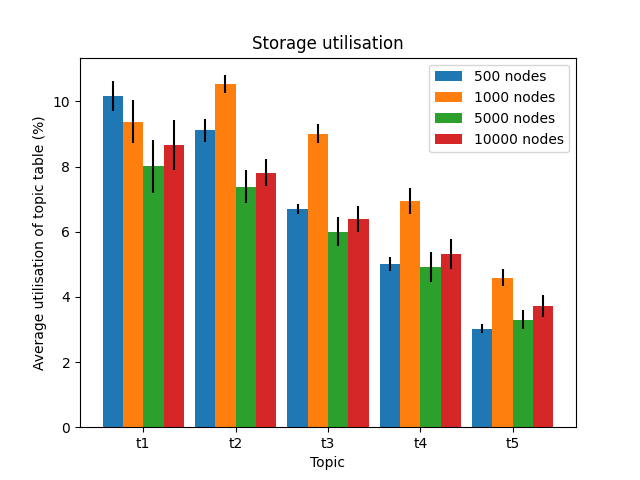 Storage utilisation
500 nodes
1000 nodes
5000 nodes
10000 nodes
Average utilisation of topic table (%)
10
8
6
4
2
0
t1 t2 t3 t4 t5
Topic